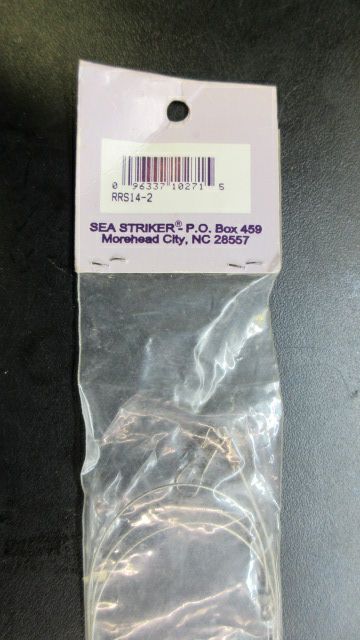 0 96337 10271 5
RRS14-2
SEA STRIKER® - P.O. Box 459
Morehead City, NC 28557